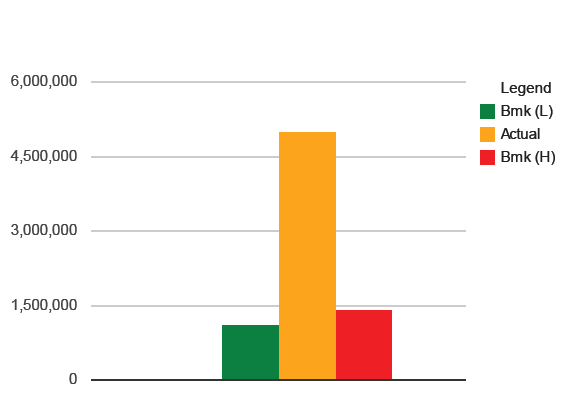 6,000,000
4,500,000
3,000,000
1,500,000
0
Legend
Bmk (L)
Actual
Bmk (H)